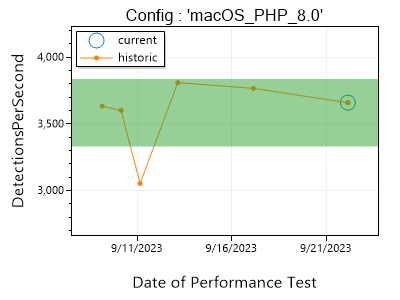 Config : 'macOS_PHP_8.0'
current
historic
DetectionsPerSecond
4,000
3,500
3,000
9/11/2023
9/16/2023
9/21/2023
Date of Performance Test